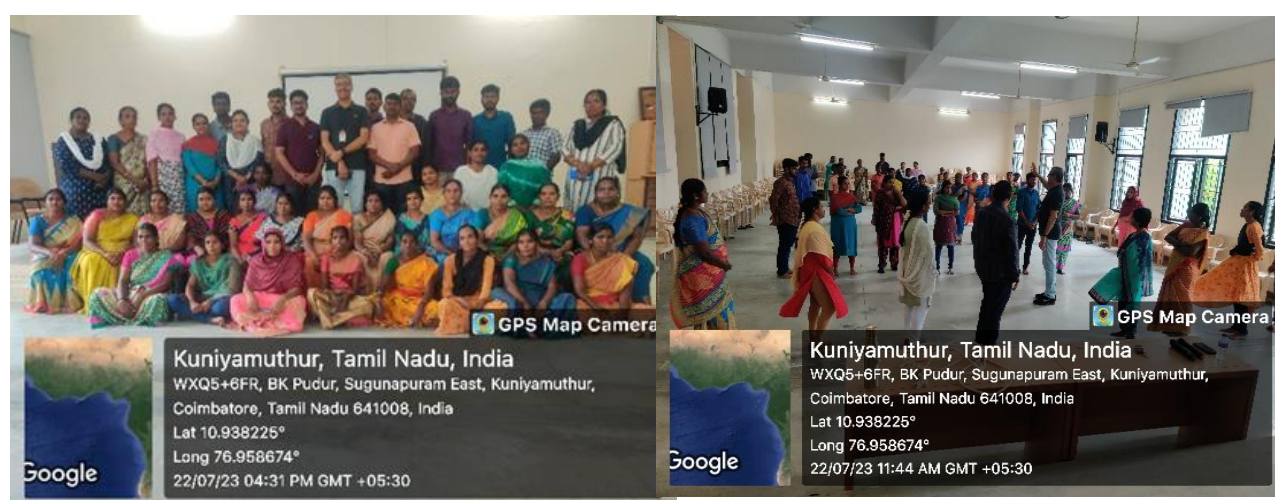 GPS Map Camera
Kuniyamuthur, Tamil Nadu, India
WXQ5+6FR, BK Pudur, Sugunapuram East, Kuniyamuthur,
Coimbatore, Tamil Nadu 641008, India
Lat 10.938225°
Long 76.958674°
22/07/23 04:31 PM GMT +05:30
Google
GPS Map Camera
Kuniyamuthur, Tamil Nadu, India
WXQ5+6FR, BK Pudur, Sugunapuram East, Kuniyamuthur,
Coimbatore, Tamil Nadu 641008, India
Lat 10.938225°
Long 76.958674°
22/07/23 11:44 AM GMT +05:30
Google